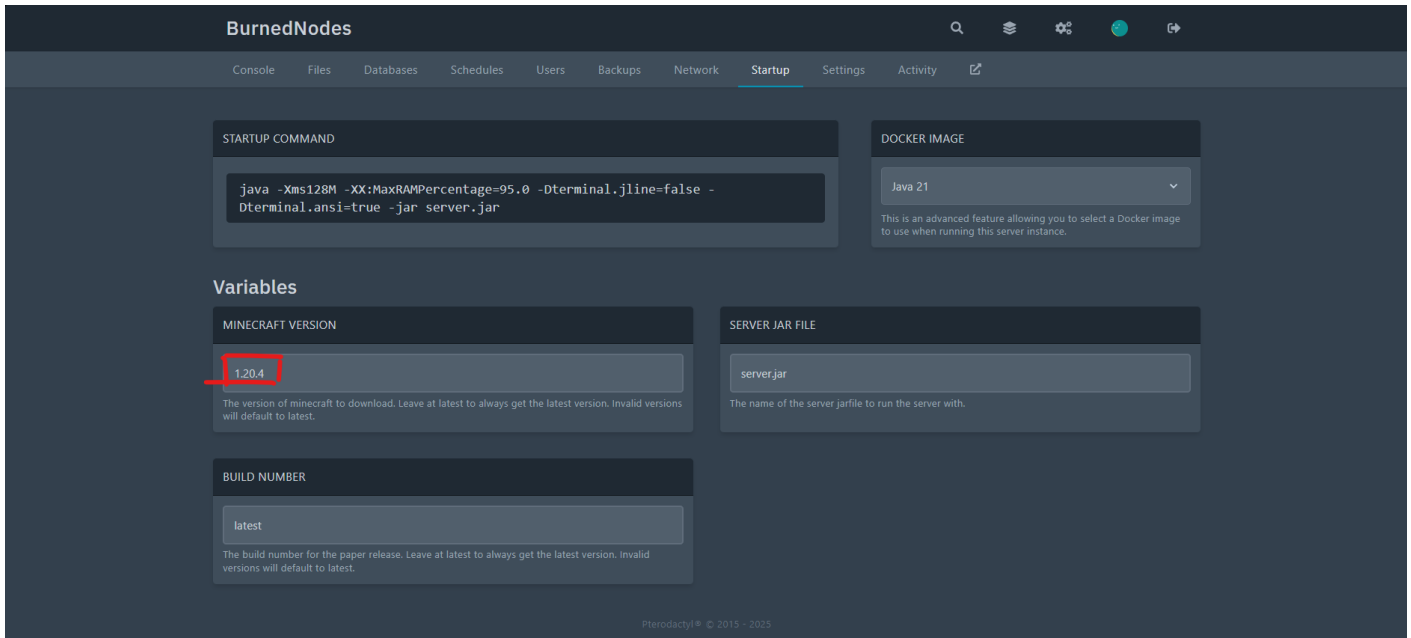 BurnedNodes
Console Files Databases Schedules Users Backups Network Startup Settings Activity
STARTUP COMMAND
java -Xms128M -XX:MaxRAMPercentage=95.0 -Dterminal.jline=false -
Dterminal.ansi=true -jar server.jar
DOCKER IMAGE
Java 21
This is an advanced feature allowing you to select a Docker image
to use when running this server instance.
Variables
MINECRAFT VERSION
1.20.4
The version of minecraft to download. Leave at latest to always get the latest version. Invalid versions
will default to latest.
SERVER JAR FILE
server.jar
The name of the server jarfile to run the server with.
BUILD NUMBER
latest
The build number for the paper release. Leave at latest to always get the latest version. Invalid
versions will default to latest.
Pterodactyl® © 2015 - 2025